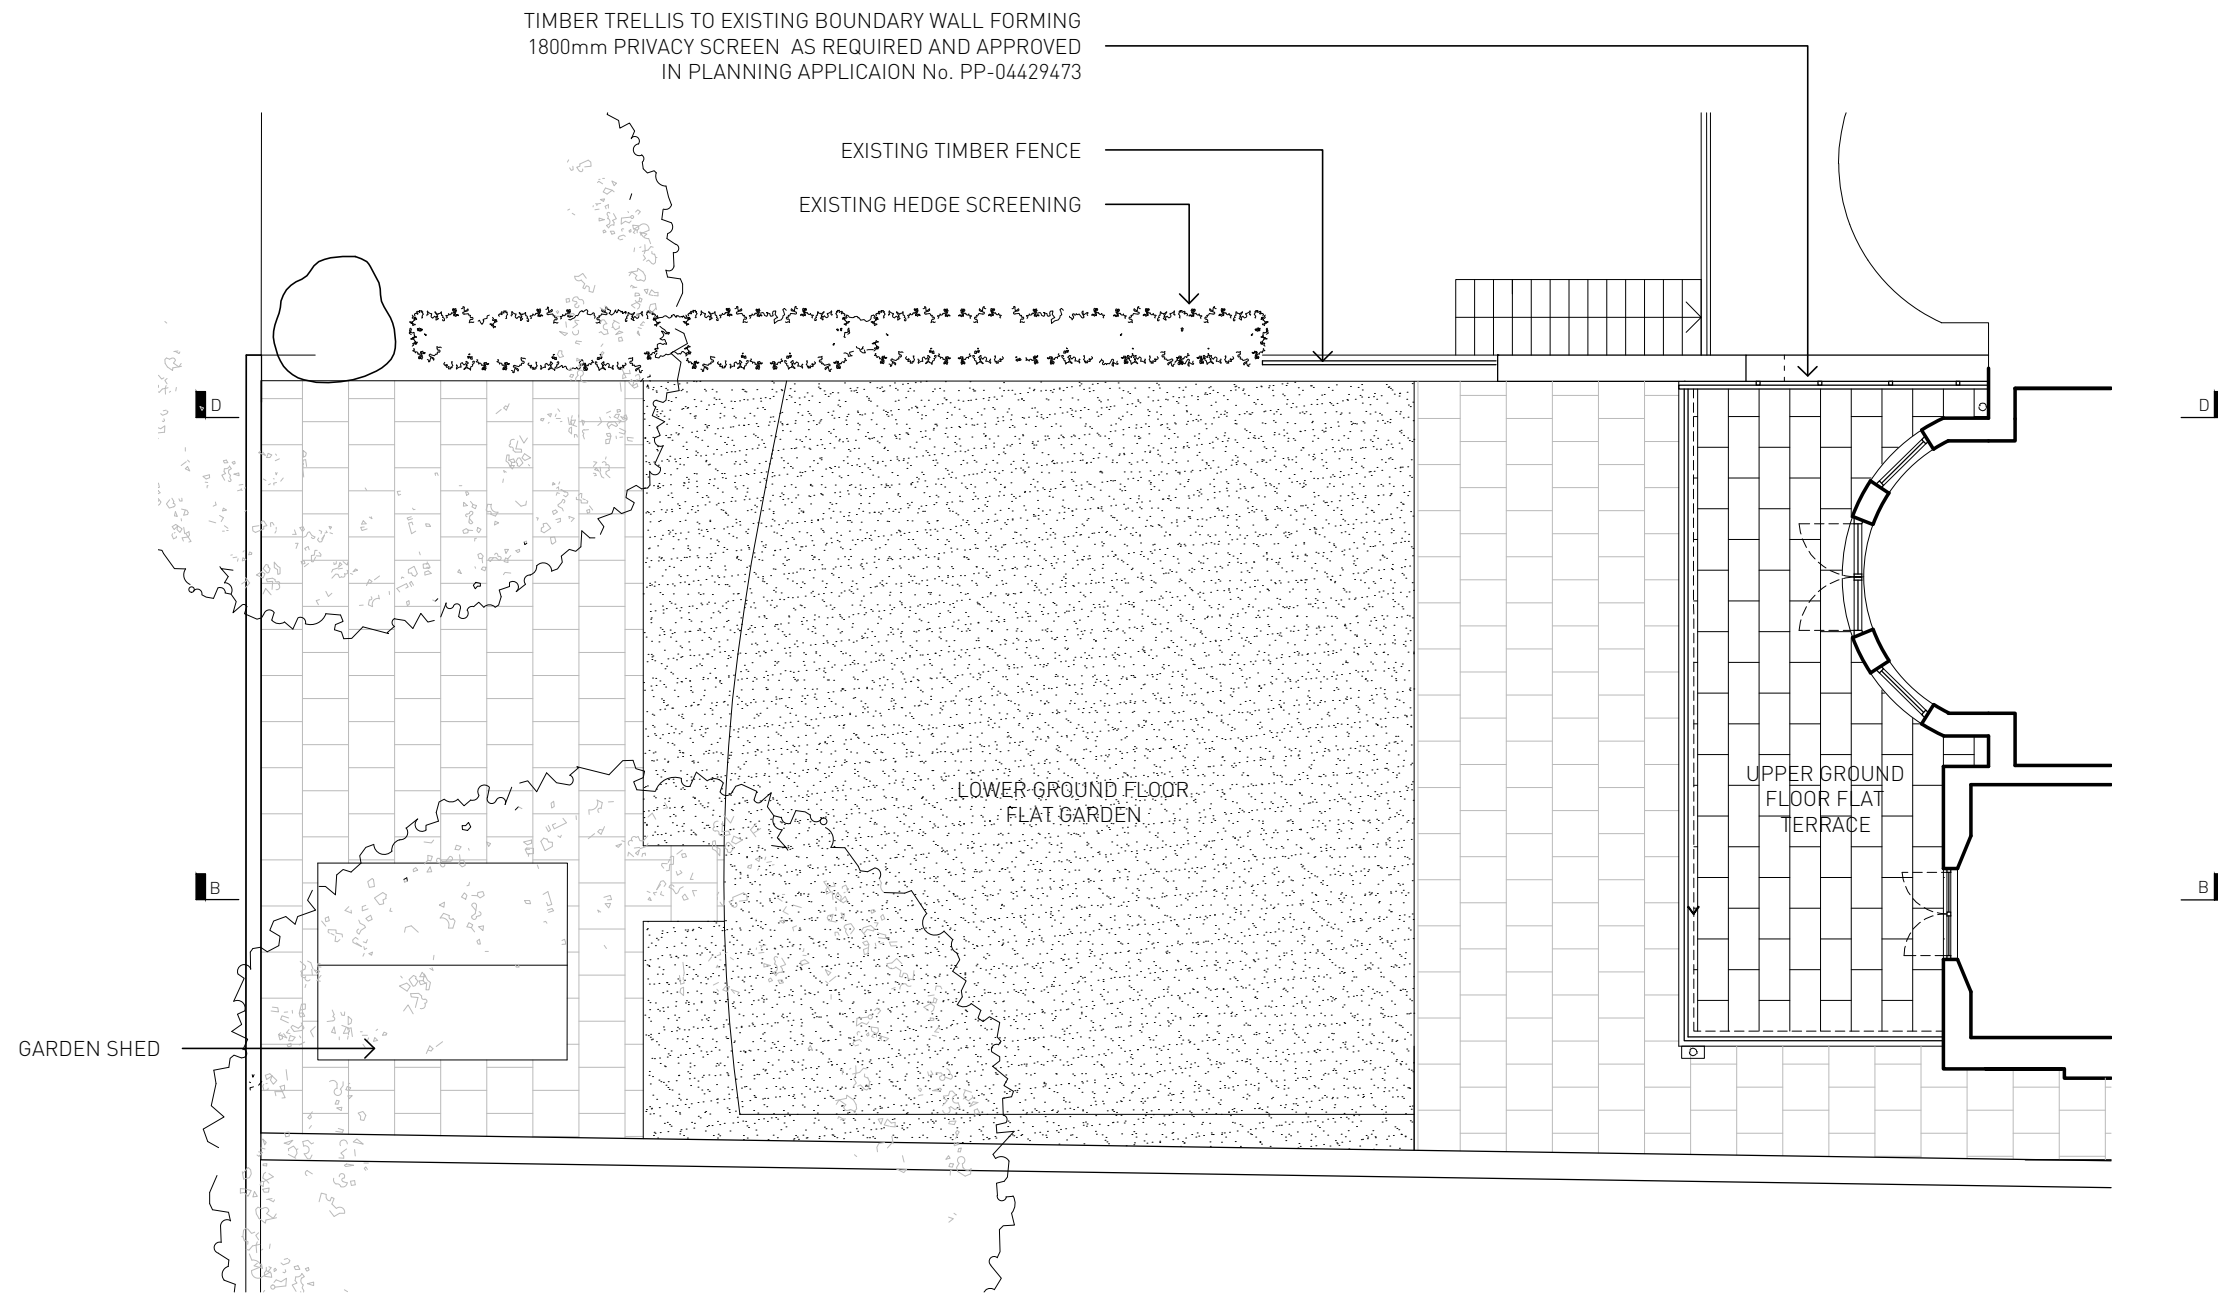 TIMBER TRELLIS TO EXISTING BOUNDARY WALL FORMING
1800mm PRIVACY SCREEN AS REQUIRED AND APPROVED
IN PLANNING APPLICAION No. PP-04429473
EXISTING TIMBER FENCE
EXISTING HEDGE SCREENING
D
D
UPPER GROUND
FLOOR FLAT
TERRACE
LOWER GROUND FLOOR
FLAT GARDEN
B
B
GARDEN SHED